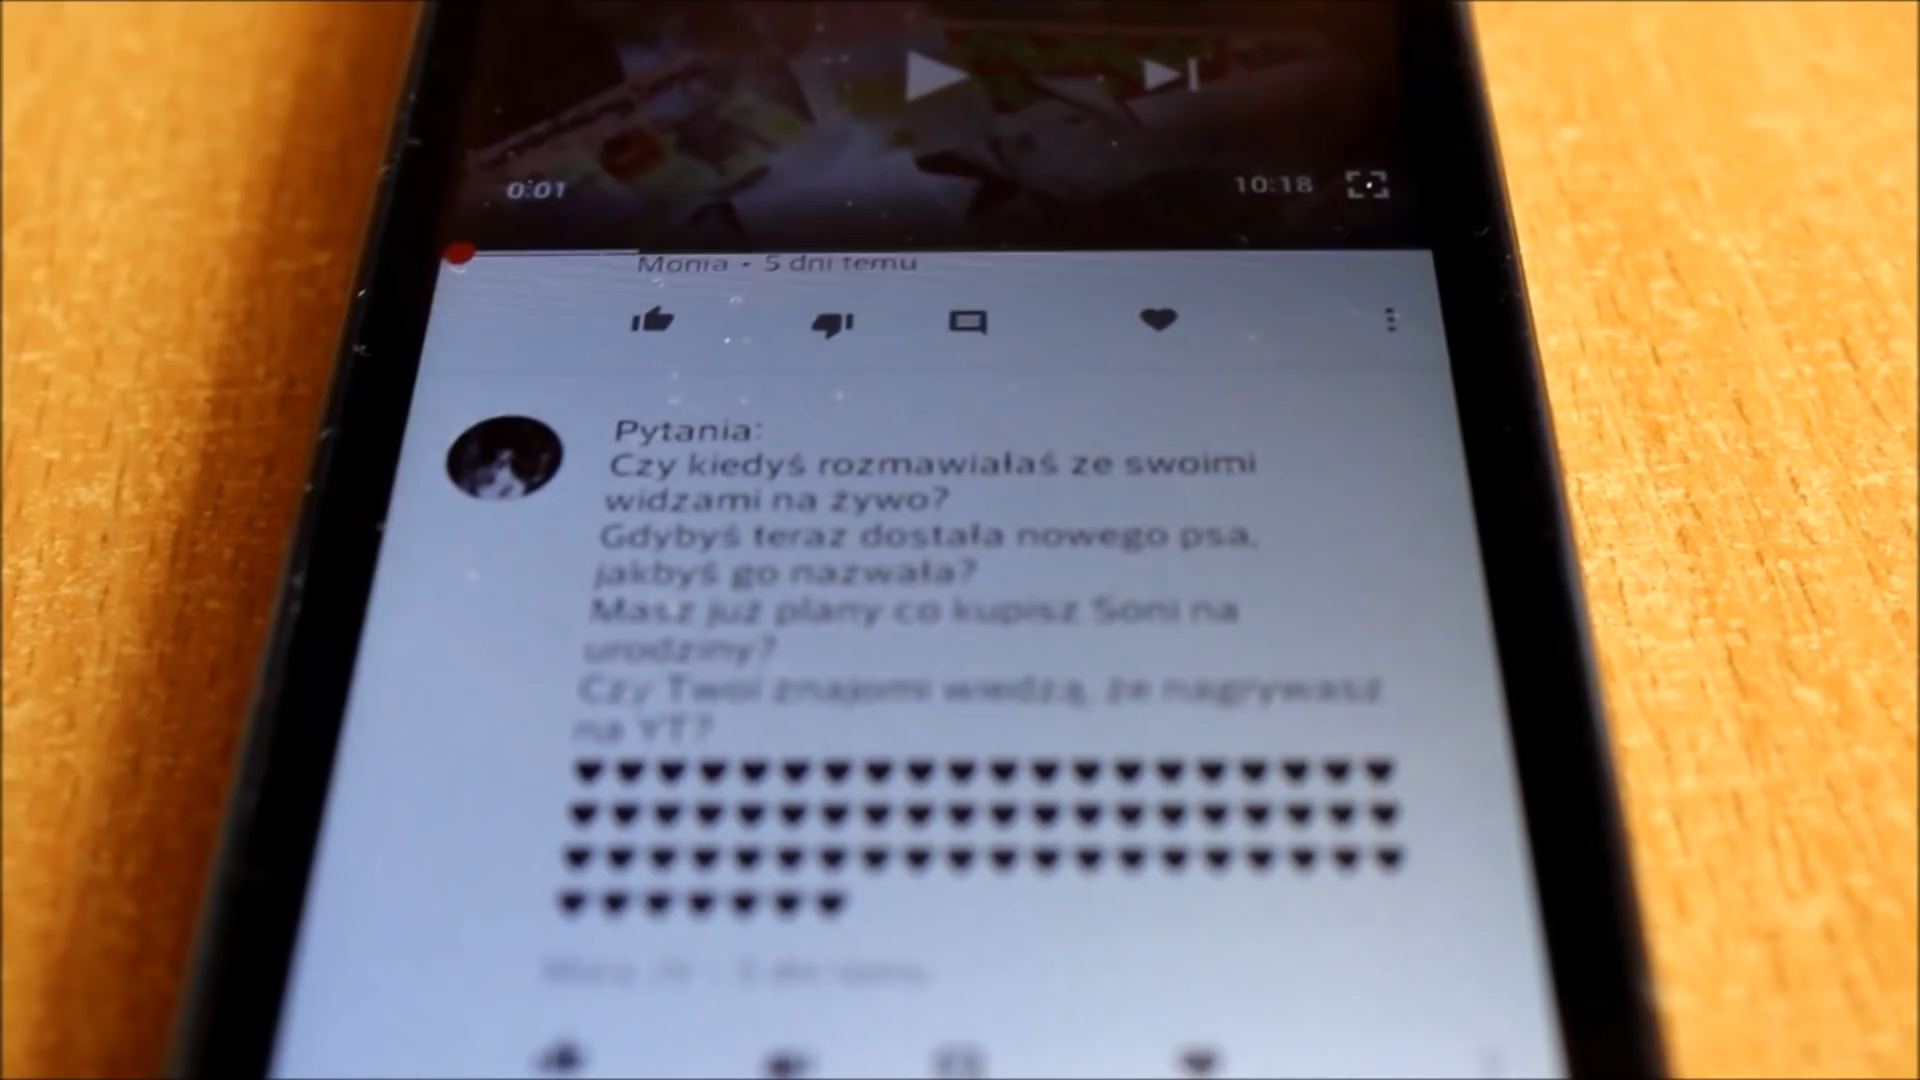 0:01
10:18
Monia • 5 dni temu
Pytania:
Czy kiedyś rozmawiałaś ze swoimi
widzami na żywo?
Gdybyś teraz dostała nowego psa,
jakbyś go nazwała?
Masz już plany co kupisz Soni na
urodziny?
Czy Twoi znajomi wiedzą, że nagrywasz
na YT?
♥♥♥♥♥♥♥♥♥♥♥♥♥♥♥♥♥♥♥♥
♥♥♥♥♥♥♥♥♥♥♥♥♥♥♥♥♥♥♥♥
♥♥♥♥♥♥♥♥♥♥♥♥♥♥♥♥♥♥♥♥
♥♥♥♥♥♥♥